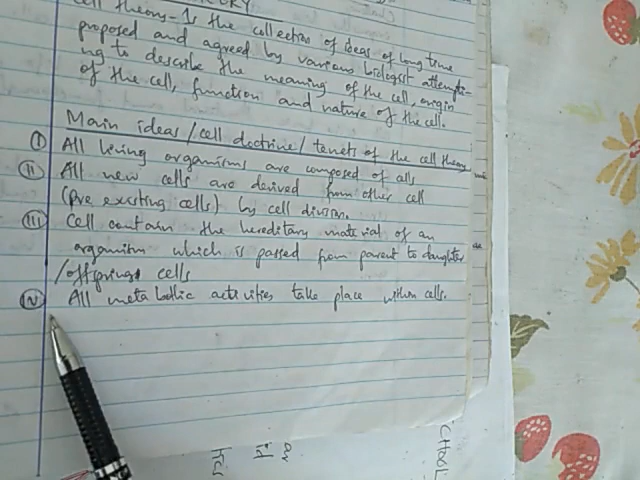 cell theory - Is the collection of ideas of long time
proposed and agreed by various biologist attempti-
ng to describe the meaning of the cell, origin
of the cell, function and nature of the cell.
Main ideas / cell doctrine / tenets of the cell theory
(I) All living organisms are composed of cells
(II) All new cells are derived from other cell
(pre existing cells) by cell division.
(III) Cell contain the hereditary material of an
organism which is passed from parent to daughter
/offsprings cells
(IV) All metabolic activities take place within cells.